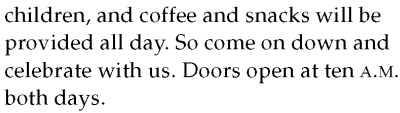 children, and coffee and snacks will be
provided all day. So come on down and
celebrate with us. Doors open at ten A.M.
both days.